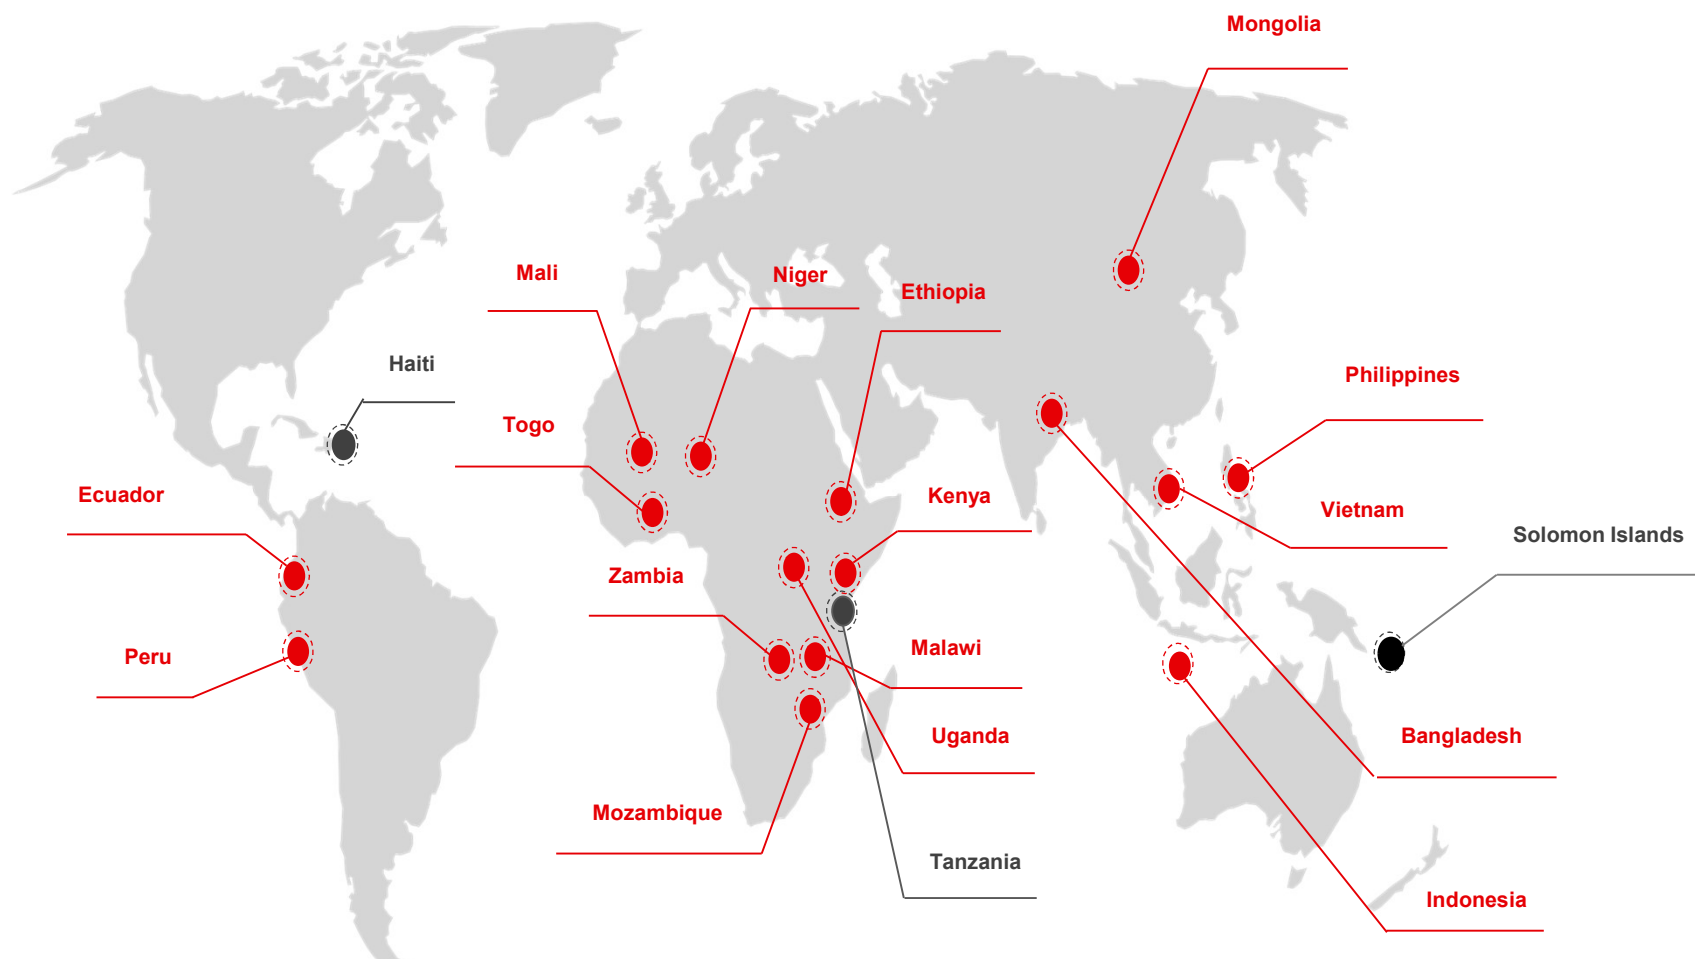 Mongolia
Mali
Niger
Ethiopia
Haiti
Philippines
Togo
Ecuador
Kenya
Vietnam
Solomon Islands
Zambia
Peru
Malawi
Uganda
Bangladesh
Mozambique
Tanzania
Indonesia